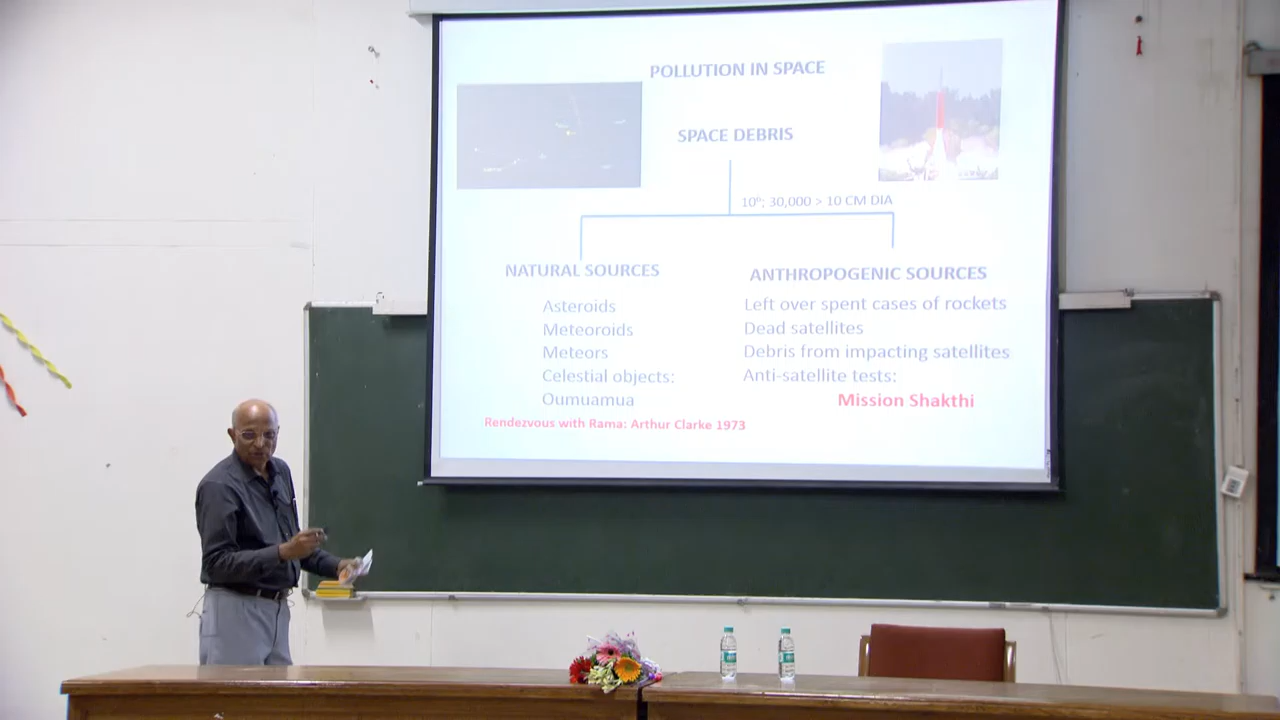 POLLUTION IN SPACE
SPACE DEBRIS
30,000 > 10 CM DIA
NATURAL SOURCES
Asteroids
Meteoroids
Meteors
Celestial objects:
Oumuamua
Rendezvous with Rama: Arthur Clarke 1973
ANTHROPOGENIC SOURCES
Left over spent cases of rockets
Dead satellites
Debris from impacting satellites
Anti-satellite tests:
Mission Shakthi